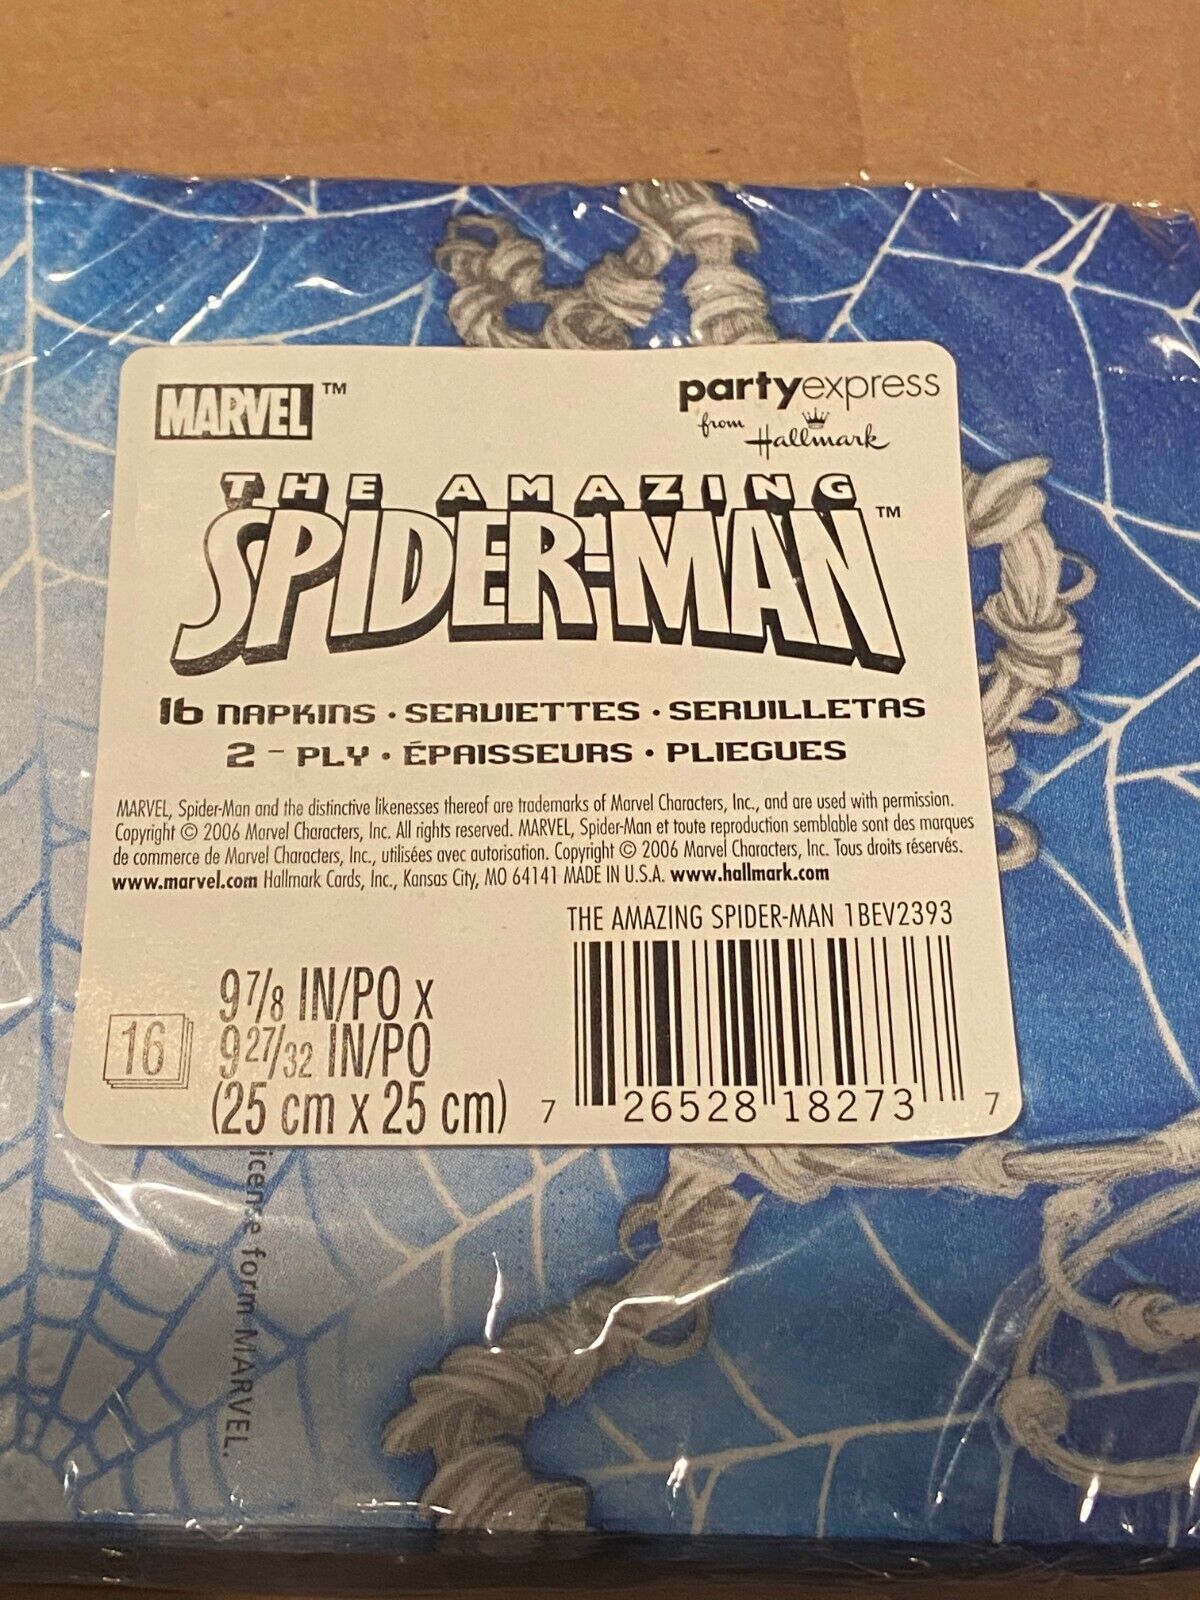 MARVEL™
partyexpress
from Hallmark
THE AMAZING
SPIDER-MAN™
16 NAPKINS • SERVIETTES • SERVILLETAS
2 - PLY • ÉPAISSEURS • PLIEGUES
MARVEL, Spider-Man and the distinctive likenesses thereof are trademarks of Marvel Characters, Inc., and are used with permission.
Copyright © 2006 Marvel Characters, Inc. All rights reserved. MARVEL, Spider-Man et toute reproduction semblable sont des marques
de commerce de Marvel Characters, Inc., utilisées avec autorisation. Copyright © 2006 Marvel Characters, Inc. Tous droits réservés.
www.marvel.com Hallmark Cards, Inc., Kansas City, MO 64141 MADE IN U.S.A. www.hallmark.com
THE AMAZING SPIDER-MAN 1BEV2393
16
9 7/8 IN/PO x
9 27/32 IN/PO
(25 cm x 25 cm)
7 26528 18273 7
icense form MARVEL.